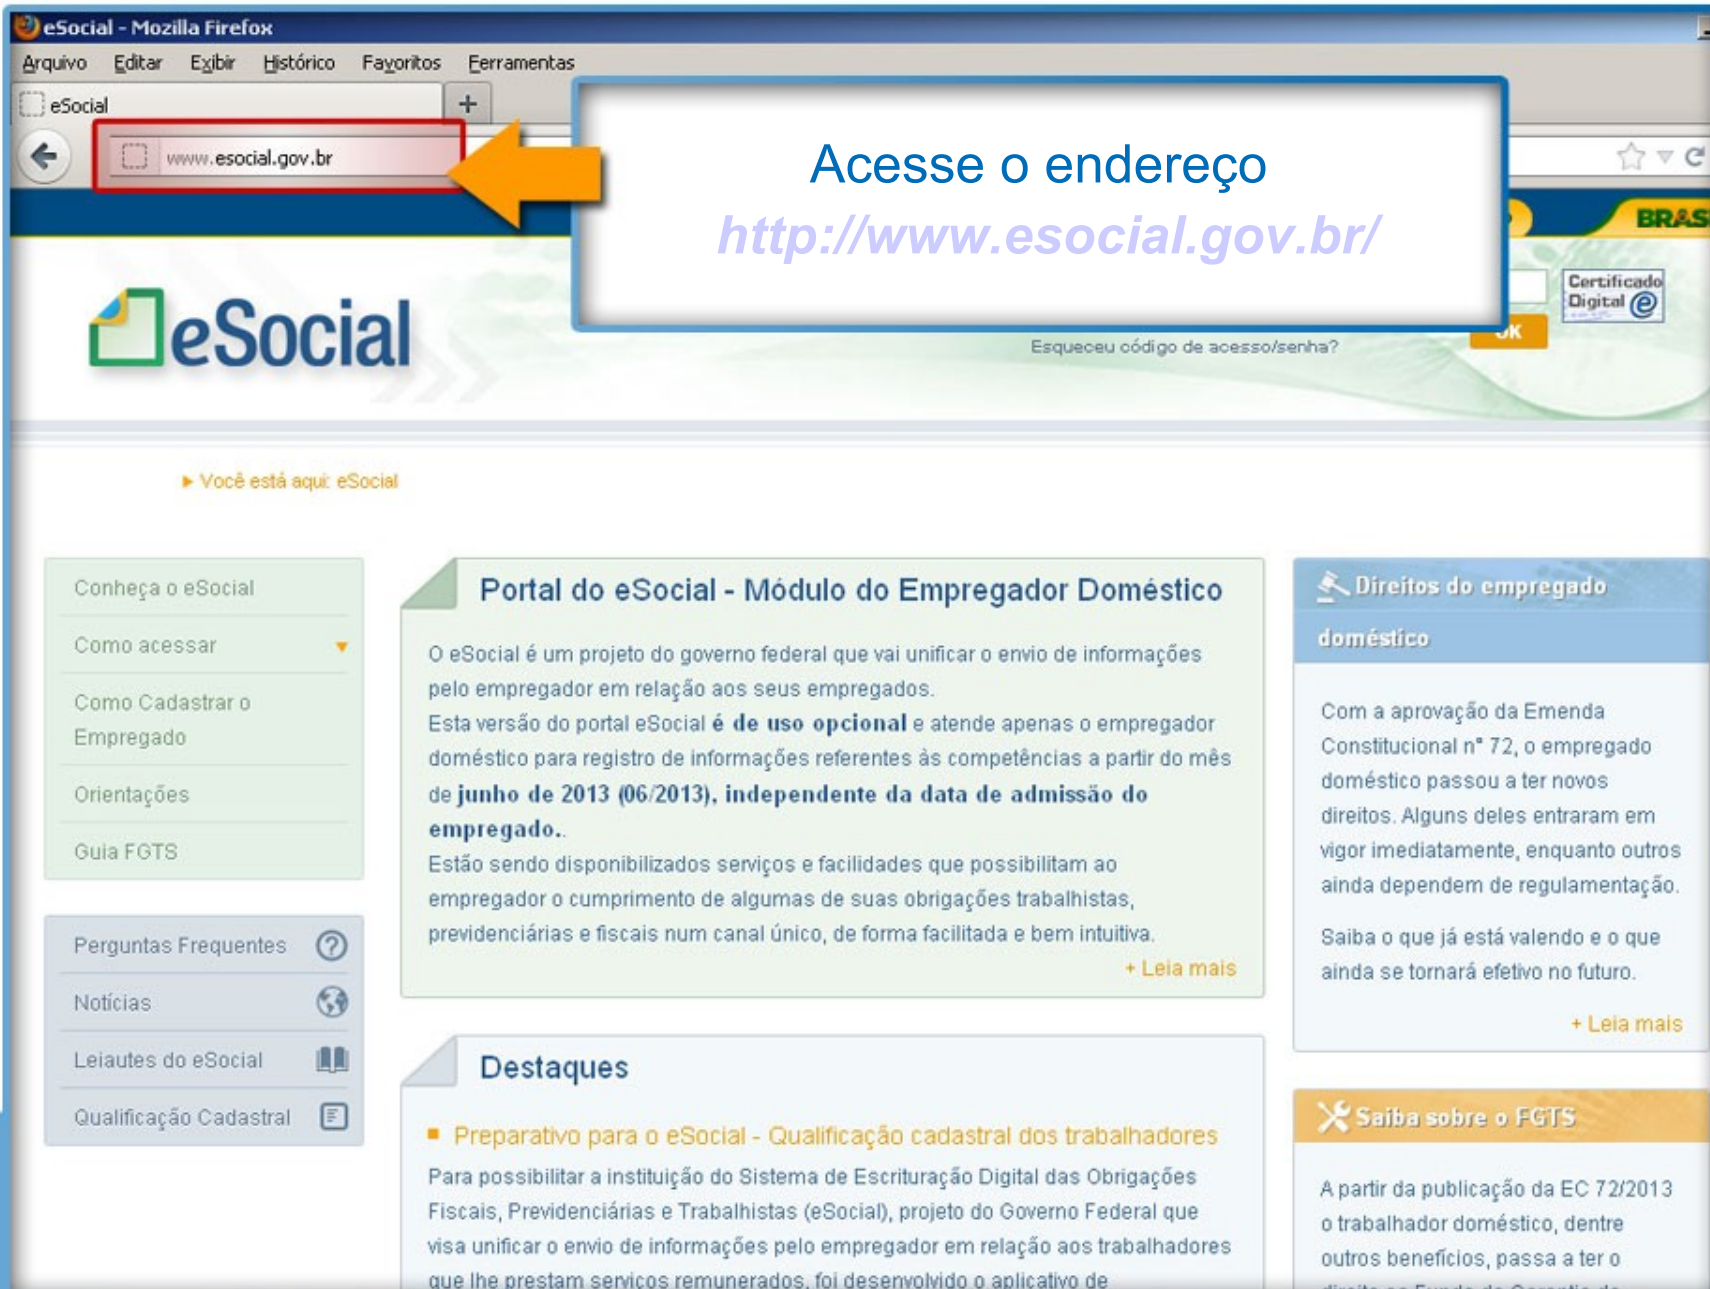 eSocial - Mozilla Firefox
Arquivo Editar Exibir Histórico Favoritos Ferramentas
eSocial
www.esocial.gov.br
Acesse o endereço
http://www.esocial.gov.br/
eSocial
Certificado
Digital
OK
Esqueceu código de acesso/senha?
Você está aqui: eSocial
Conheça o eSocial
Como acessar
Como Cadastrar o
Empregado
Orientações
Guia FGTS
Perguntas Frequentes
Notícias
Leiautes do eSocial
Qualificação Cadastral
Portal do eSocial - Módulo do Empregador Doméstico
O eSocial é um projeto do governo federal que vai unificar o envio de informações
pelo empregador em relação aos seus empregados.
Esta versão do portal eSocial é de uso opcional e atende apenas o empregador
doméstico para registro de informações referentes às competências a partir do mês
de junho de 2013 (06/2013), independente da data de admissão do
empregado..
Estão sendo disponibilizados serviços e facilidades que possibilitam ao
empregador o cumprimento de algumas de suas obrigações trabalhistas,
previdenciárias e fiscais num canal único, de forma facilitada e bem intuitiva.
+ Leia mais
Destaques
Preparativo para o eSocial - Qualificação cadastral dos trabalhadores
Para possibilitar a instituição do Sistema de Escrituração Digital das Obrigações
Fiscais, Previdenciárias e Trabalhistas (eSocial), projeto do Governo Federal que
visa unificar o envio de informações pelo empregador em relação aos trabalhadores
que lhe prestam serviços remunerados, foi desenvolvido o aplicativo de
Direitos do empregado
doméstico
Com a aprovação da Emenda
Constitucional n° 72, o empregado
doméstico passou a ter novos
direitos. Alguns deles entraram em
vigor imediatamente, enquanto outros
ainda dependem de regulamentação.
Saiba o que já está valendo e o que
ainda se tornará efetivo no futuro.
+ Leia mais
Saiba sobre o FGTS
A partir da publicação da EC 72/2013
o trabalhador doméstico, dentre
outros benefícios, passa a ter o